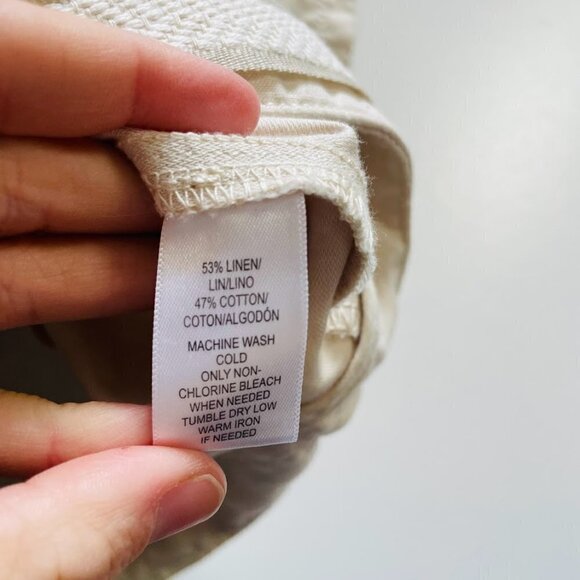 53% LINEN/
LIN/LINO
47% COTTON/
COTON/ALGODÓN
MACHINE WASH
COLD
ONLY NON-
CHLORINE BLEACH
WHEN NEEDED
TUMBLE DRY LOW
WARM IRON
IF NEEDED